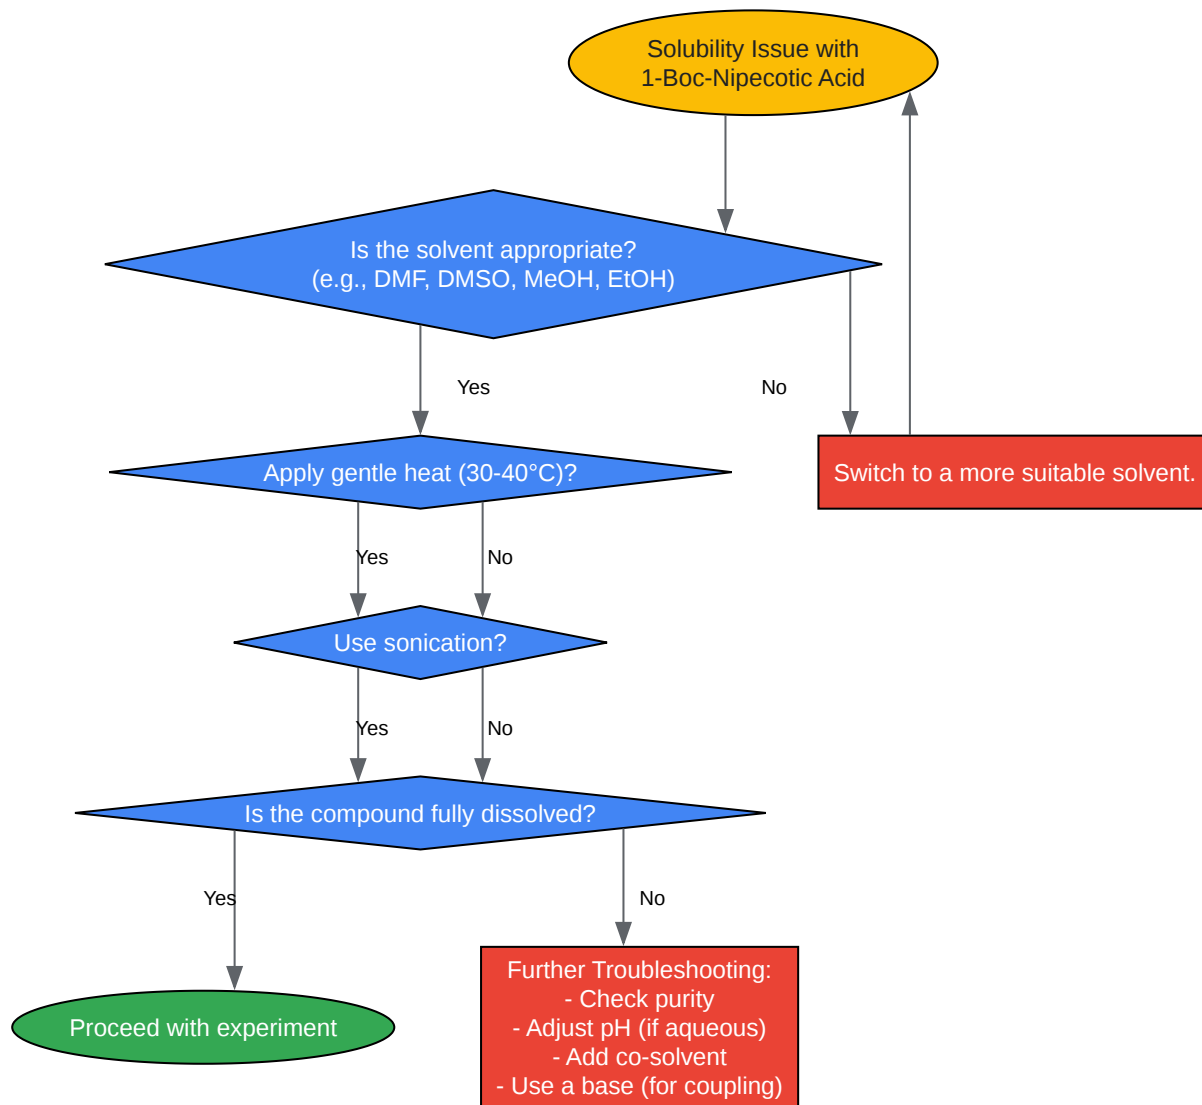 Solubility Issue with
1-Boc-Nipecotic Acid
Is the solvent appropriate?
(e.g., DMF, DMSO, MeOH, EtOH)
Yes
No
Apply gentle heat (30-40°C)?
Switch to a more suitable solvent.
Yes
No
Use sonication?
Yes
No
Is the compound fully dissolved?
Yes
No
Proceed with experiment
Further Troubleshooting:
- Check purity
- Adjust pH (if aqueous)
- Add co-solvent
- Use a base (for coupling)